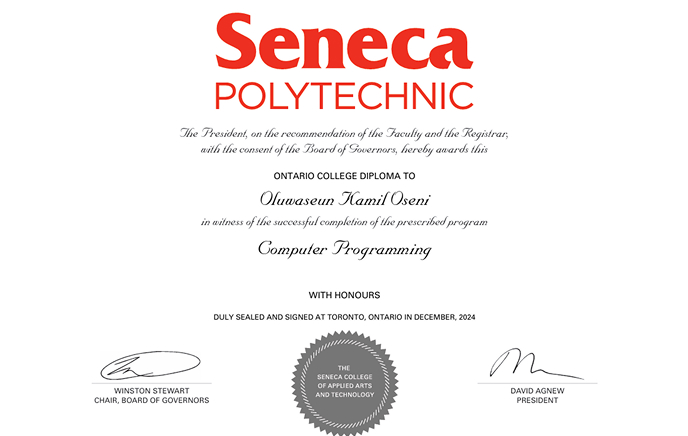 Seneca
POLYTECHNIC
The President, on the recommendation of the Faculty and the Registrar,
with the consent of the Board of Governors, hereby awards this
ONTARIO COLLEGE DIPLOMA TO
Oluwaseun Kamil Oseni
in witness of the successful completion of the prescribed program
Computer Programming
WITH HONOURS
DULY SEALED AND SIGNED AT TORONTO, ONTARIO IN DECEMBER, 2024
THE
SENECA COLLEGE
OF APPLIED ARTS
AND TECHNOLOGY
WINSTON STEWART
CHAIR, BOARD OF GOVERNORS
DAVID AGNEW
PRESIDENT